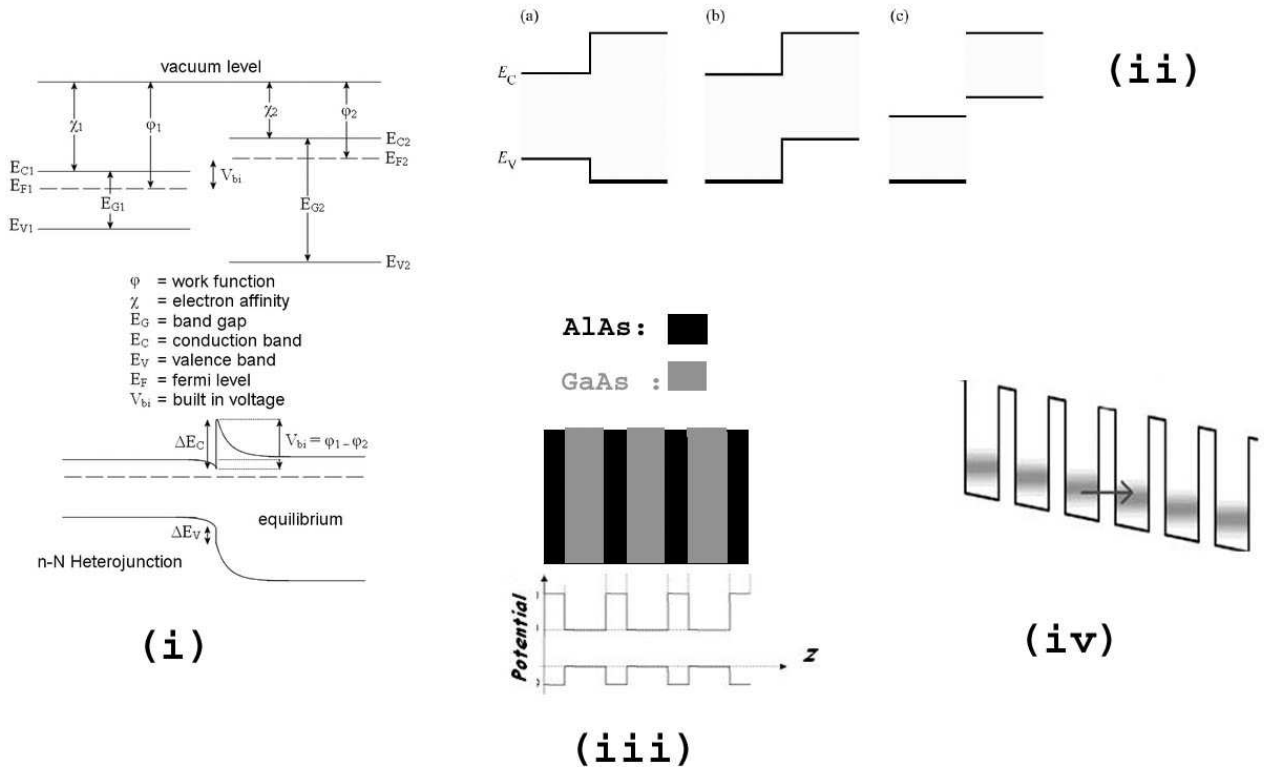 vacuum level
χ1
φ1
χ2
φ2
EC1
EF1
EG1
EV1
Vbi
EC2
EF2
EG2
EV2
φ = work function
χ = electron affinity
EG = band gap
EC = conduction band
EV = valence band
EF = fermi level
Vbi = built in voltage
ΔEC
Vbi = φ1 – φ2
equilibrium
ΔEV
n-N Heterojunction
(i)
(a)
(b)
(c)
EC
EV
(ii)
AlAs:
GaAs :
Potential
z
(iii)
(iv)